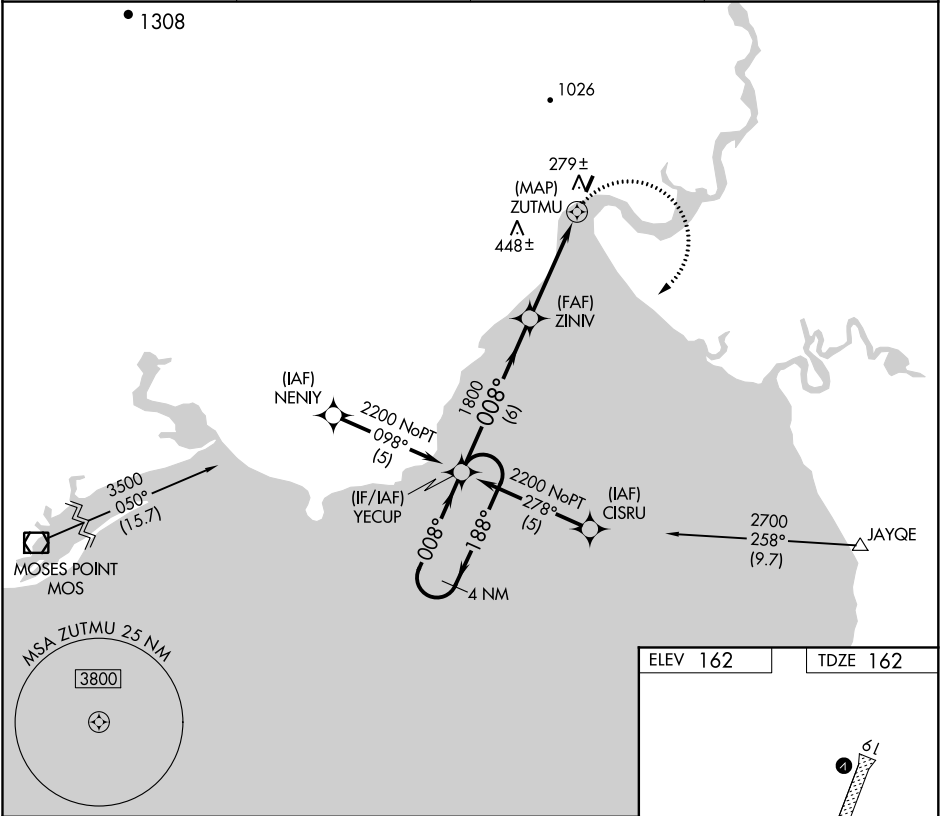 1308
1026
279±
(MAP)
ZUTMU
448±
(FAF)
ZINIV
(IAF)
NENIY
2200 NoPT
098°
(5)
1800
008°
(6)
(IF/IAF)
YECUP
2200 NoPT
278°
(5)
(IAF)
CISRU
3500
050°
(15.7)
2700
258°
(9.7)
JAYQE
008°
188°
4 NM
MOSES POINT
MOS
MSA ZUTMU 25 NM
3800
ELEV 162
TDZE 162
19